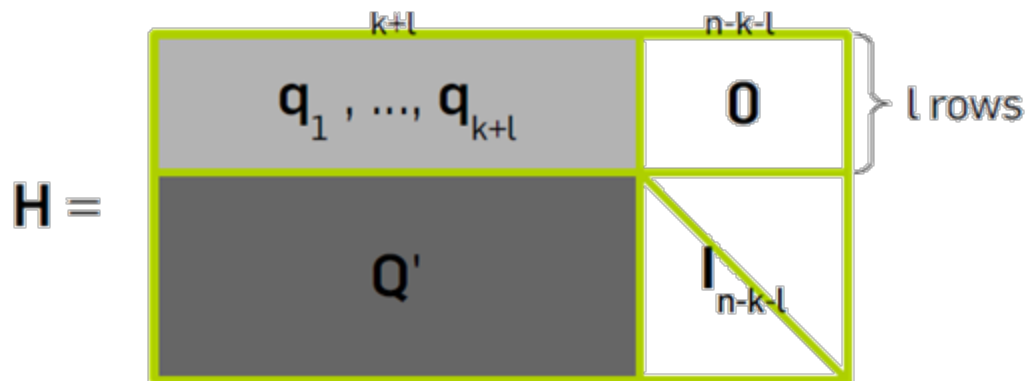 k+l n-k-l
q₁ , ..., qₖ₊ₗ 0 l rows
H =
Q' Iₙ₋ₖ₋ₗ